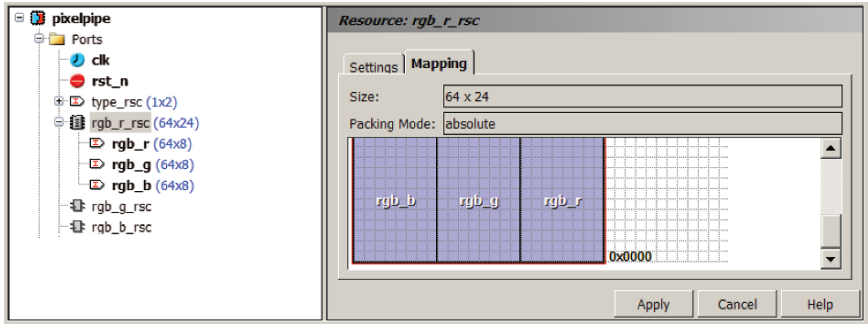 pixelpipe
Ports
clk
rst_n
type_rsc (1x2)
rgb_r_rsc (64x24)
rgb_r (64x8)
rgb_g (64x8)
rgb_b (64x8)
rgb_g_rsc
rgb_b_rsc
Resource: rgb_r_rsc
Settings Mapping
Size: 64 x 24
Packing Mode: absolute
rgb_b rgb_g rgb_r
0x0000
Apply Cancel Help